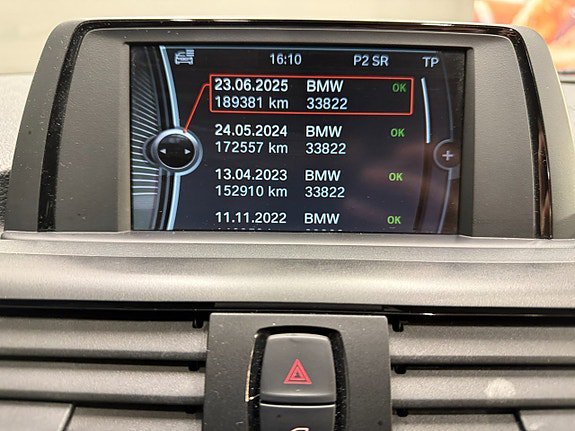 16:10 P2 SR TP
23.06.2025 BMW OK
189381 km 33822
24.05.2024 BMW OK
172557 km 33822
13.04.2023 BMW OK
152910 km 33822
11.11.2022 BMW OK